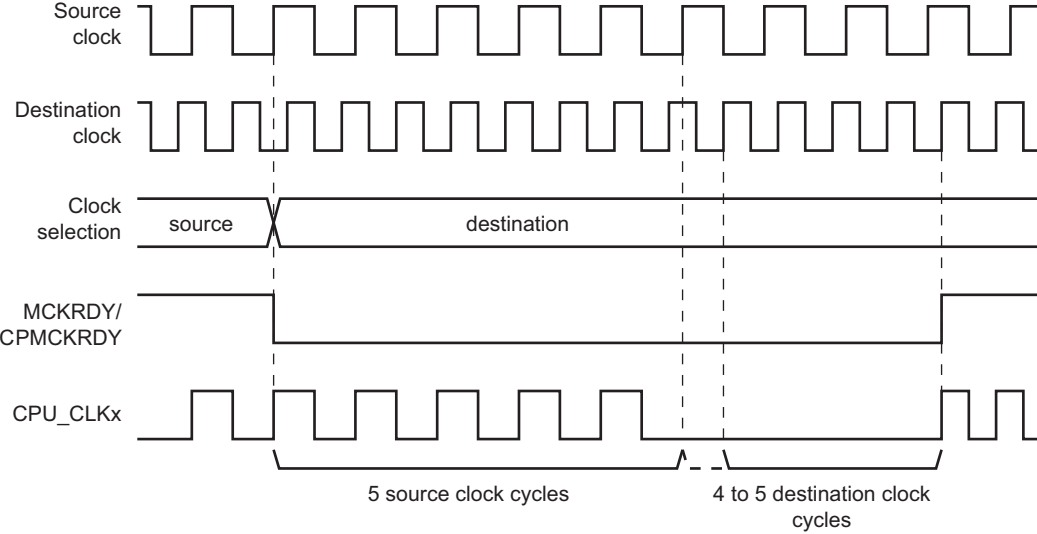 Source
clock
Destination
clock
Clock
selection
source
destination
MCKRDY/
CPMCKRDY
CPU_CLKx
5 source clock cycles
4 to 5 destination clock
cycles